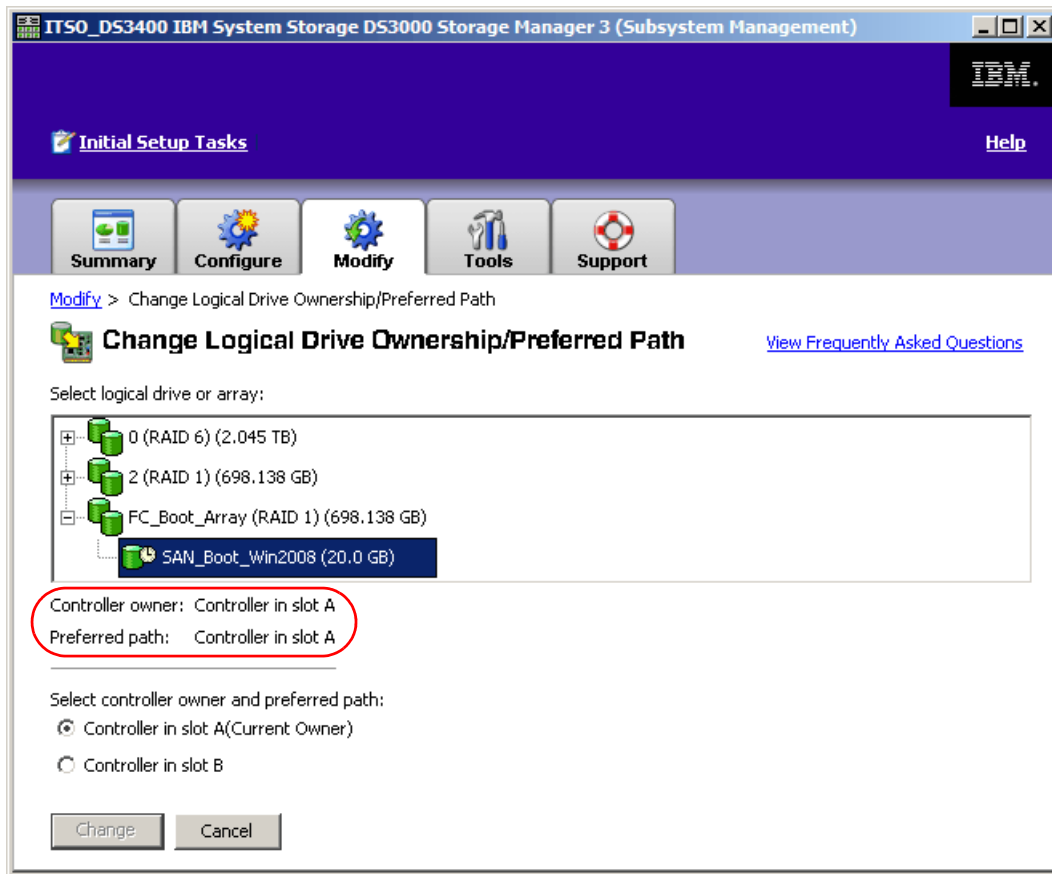 ITSO_DS3400 IBM System Storage DS3000 Storage Manager 3 (Subsystem Management)
IBM.
Initial Setup Tasks
Help
Summary
Configure
Modify
Tools
Support
Modify > Change Logical Drive Ownership/Preferred Path
Change Logical Drive Ownership/Preferred Path
View Frequently Asked Questions
Select logical drive or array:
0 (RAID 6) (2.045 TB)
2 (RAID 1) (698.138 GB)
FC_Boot_Array (RAID 1) (698.138 GB)
SAN_Boot_Win2008 (20.0 GB)
Controller owner: Controller in slot A
Preferred path: Controller in slot A
Select controller owner and preferred path:
Controller in slot A(Current Owner)
Controller in slot B
Change
Cancel